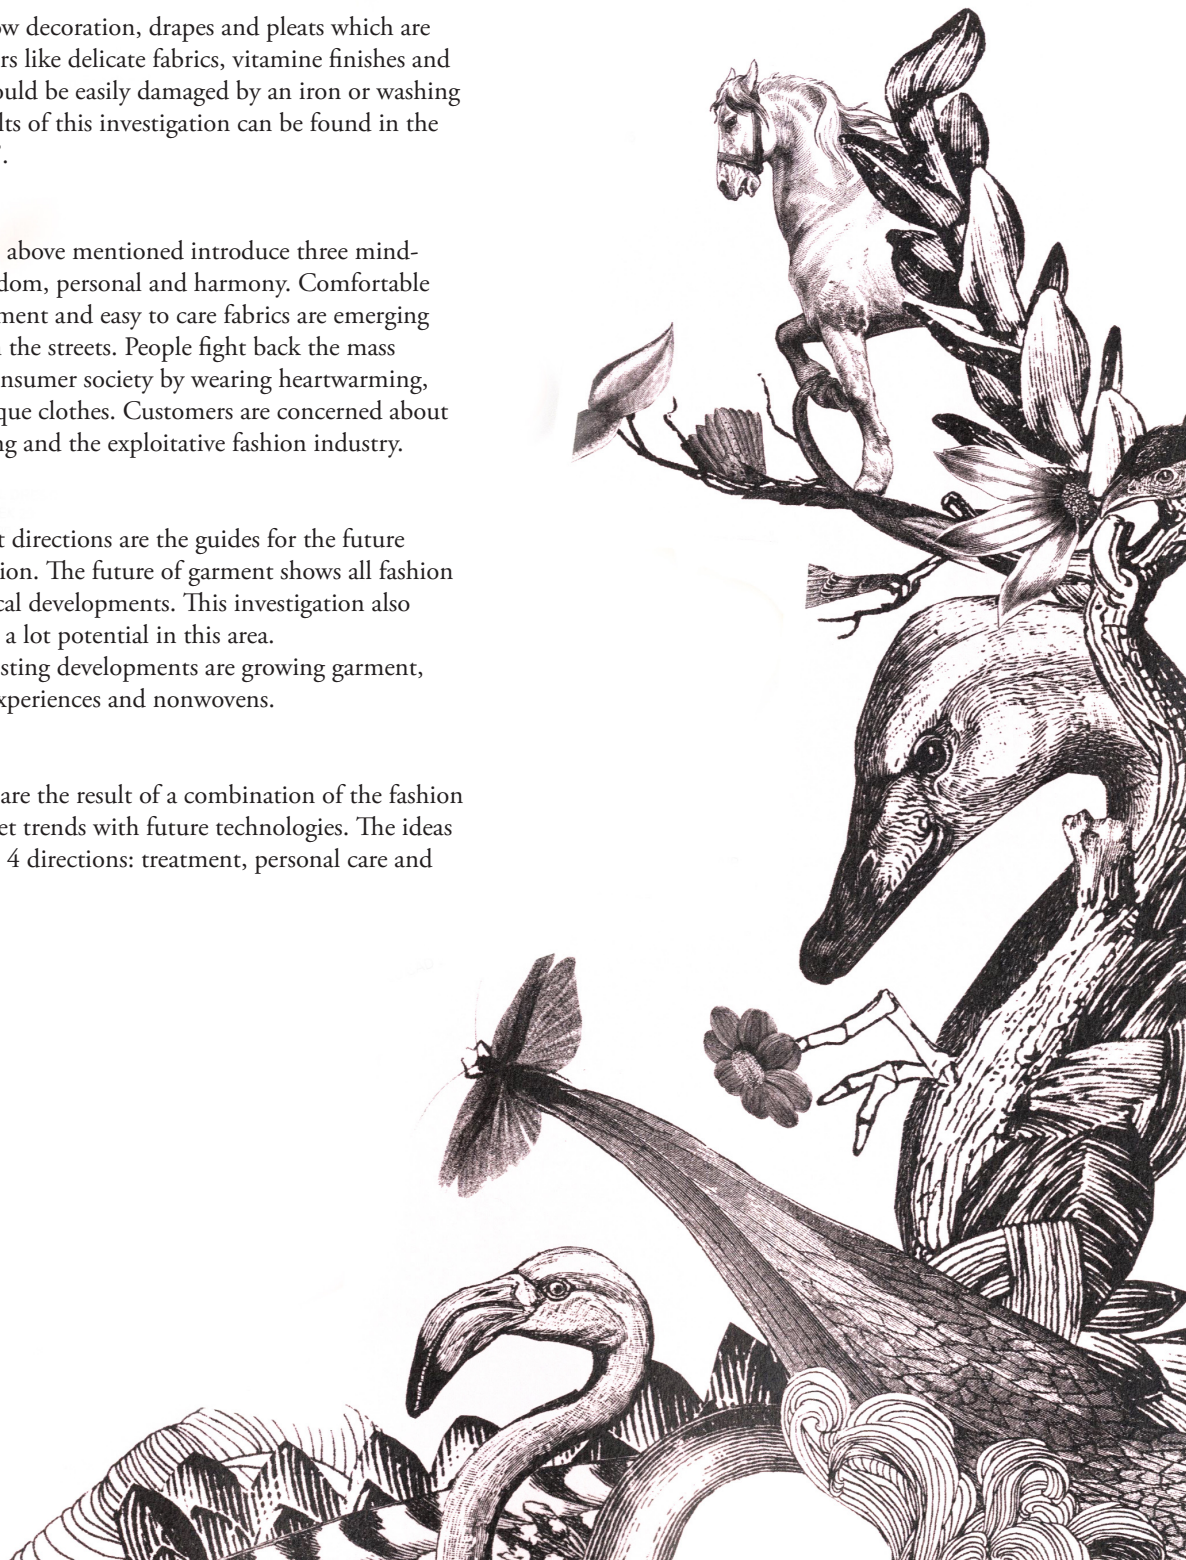 w decoration, drapes and pleats which are
rs like delicate fabrics, vitamine finishes and
ould be easily damaged by an iron or washing
lts of this investigation can be found in the
’.
above mentioned introduce three mind-
dom, personal and harmony. Comfortable
ment and easy to care fabrics are emerging
the streets. People fight back the mass
nsumer society by wearing heartwarming,
que clothes. Customers are concerned about
ng and the exploitative fashion industry.
t directions are the guides for the future
ion. The future of garment shows all fashion
cal developments. This investigation also
a lot potential in this area.
sting developments are growing garment,
xperiences and nonwovens.
are the result of a combination of the fashion
et trends with future technologies. The ideas
4 directions: treatment, personal care and